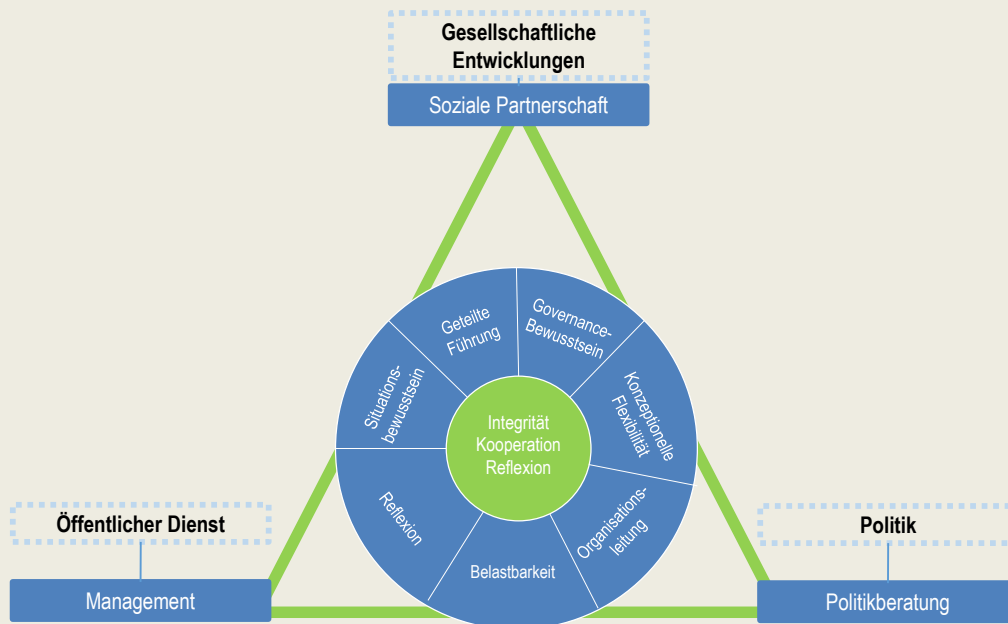 Gesellschaftliche
Entwicklungen
Soziale Partnerschaft
Geteilte
Führung
Governance-
Bewusstsein
Situations-
bewusstsein
Konzeptionelle
Flexibilität
Integrität
Kooperation
Reflexion
Reflexion
Organisations-
leitung
Belastbarkeit
Öffentlicher Dienst
Management
Politik
Politikberatung